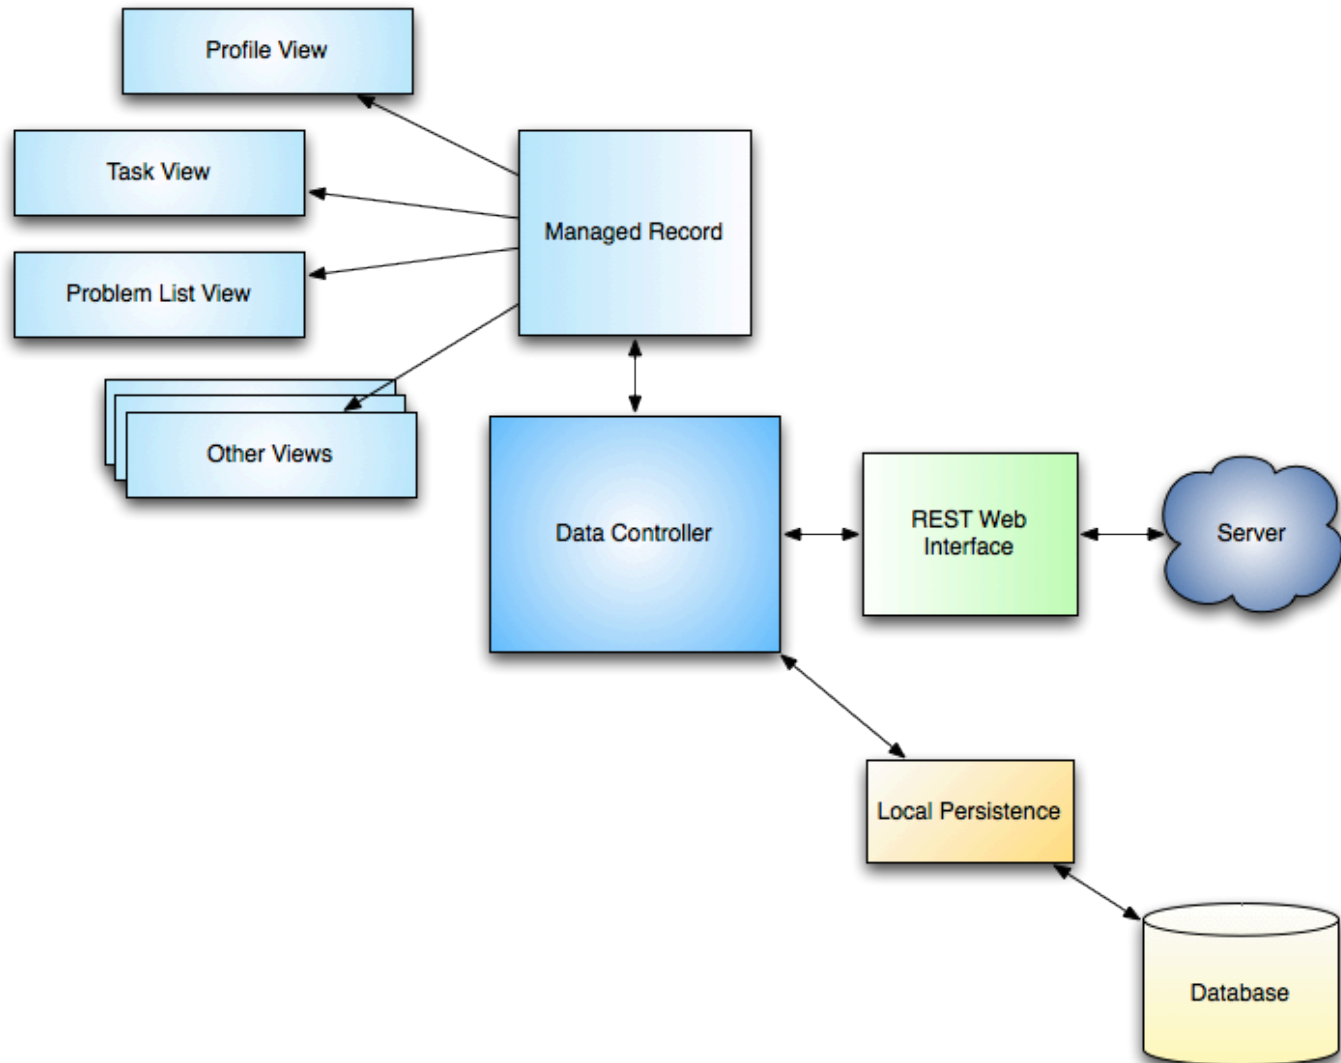 Profile View
Task View
Managed Record
Problem List View
Other Views
Data Controller
REST Web
Interface
Server
Local Persistence
Database